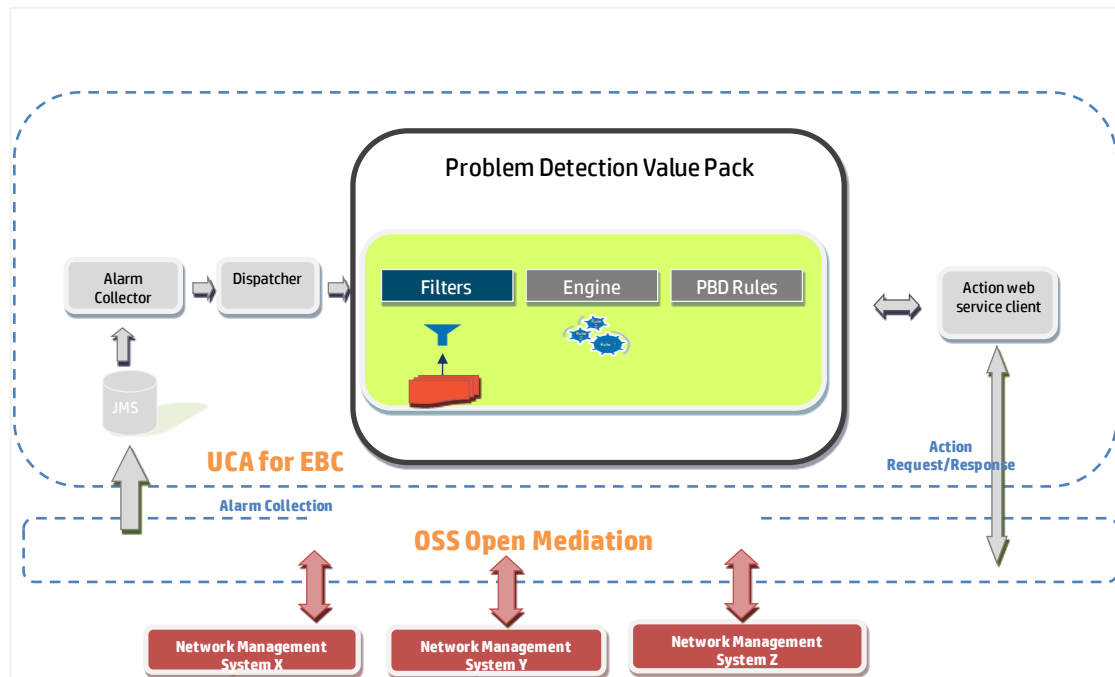 Problem Detection Value Pack
Alarm
Collector
Dispatcher
Filters
Engine
PBD Rules
Action web
service client
JMS
UCA for EBC
Action
Request/Response
Alarm Collection
OSS Open Mediation
Network Management
System X
Network Management
System Y
Network Management
System Z